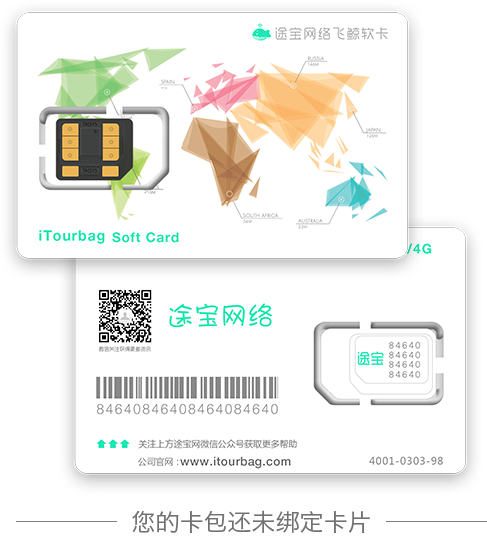 途宝网络飞鲸软卡
RUSSIA
SPAIN
JAPAN
SOUTH AFRICA
AUSTRALIA
iTourbag Soft Card
/4G
途宝网络
途宝
84640
84640
84640
84640
84640846408464084640
关注上方途宝网微信公众号获取更多帮助
公司官网:www.itourbag.com
4001-0303-98
您的卡包还未绑定卡片